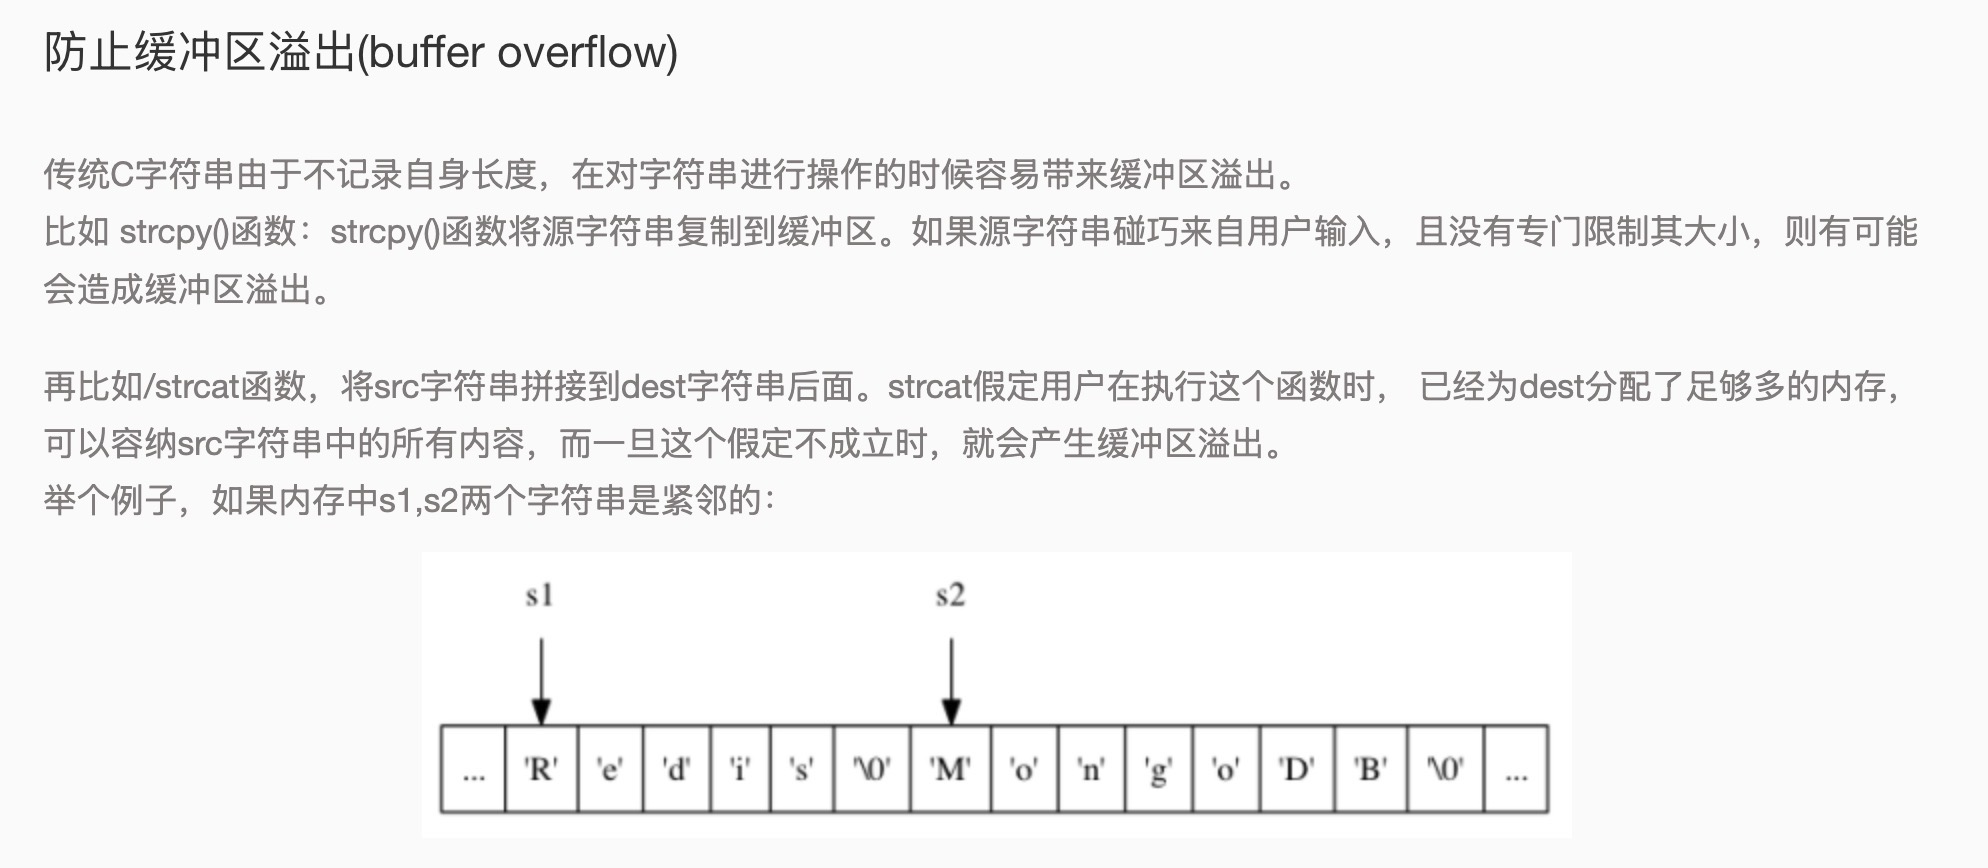 防止缓冲区溢出(buffer overflow)
传统C字符串由于不记录自身长度，在对字符串进行操作的时候容易带来缓冲区溢出。
比如 strcpy()函数：strcpy()函数将源字符串复制到缓冲区。如果源字符串碰巧来自用户输入，且没有专门限制其大小，则有可能
会造成缓冲区溢出。
再比如/strcat函数，将src字符串拼接到dest字符串后面。strcat假定用户在执行这个函数时， 已经为dest分配了足够多的内存，
可以容纳src字符串中的所有内容，而一旦这个假定不成立时，就会产生缓冲区溢出。
举个例子，如果内存中s1,s2两个字符串是紧邻的：
s1 s2
... 'R' 'e' 'd' 'i' 's' '\0' 'M' 'o' 'n' 'g' 'o' 'D' 'B' '\0' ...